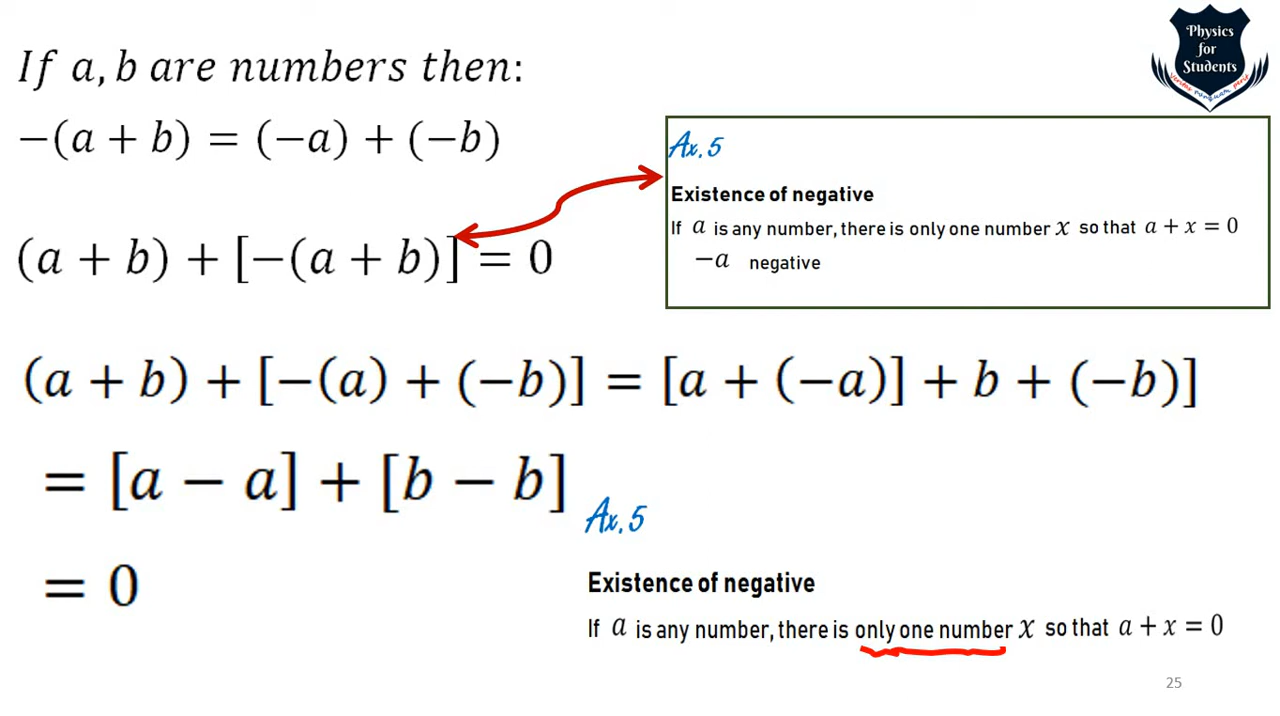 Physics
for
Students
If a, b are numbers then:
−(a + b) = (−a) + (−b)
Ax. 5
Existence of negative
If a is any number, there is only one number x so that a + x = 0
−a negative
(a + b) + [−(a + b)] = 0
(a + b) + [−(a) + (−b)] = [a + (−a)] + b + (−b)]
= [a − a] + [b − b]
Ax. 5
= 0
Existence of negative
If a is any number, there is only one number x so that a + x = 0
25